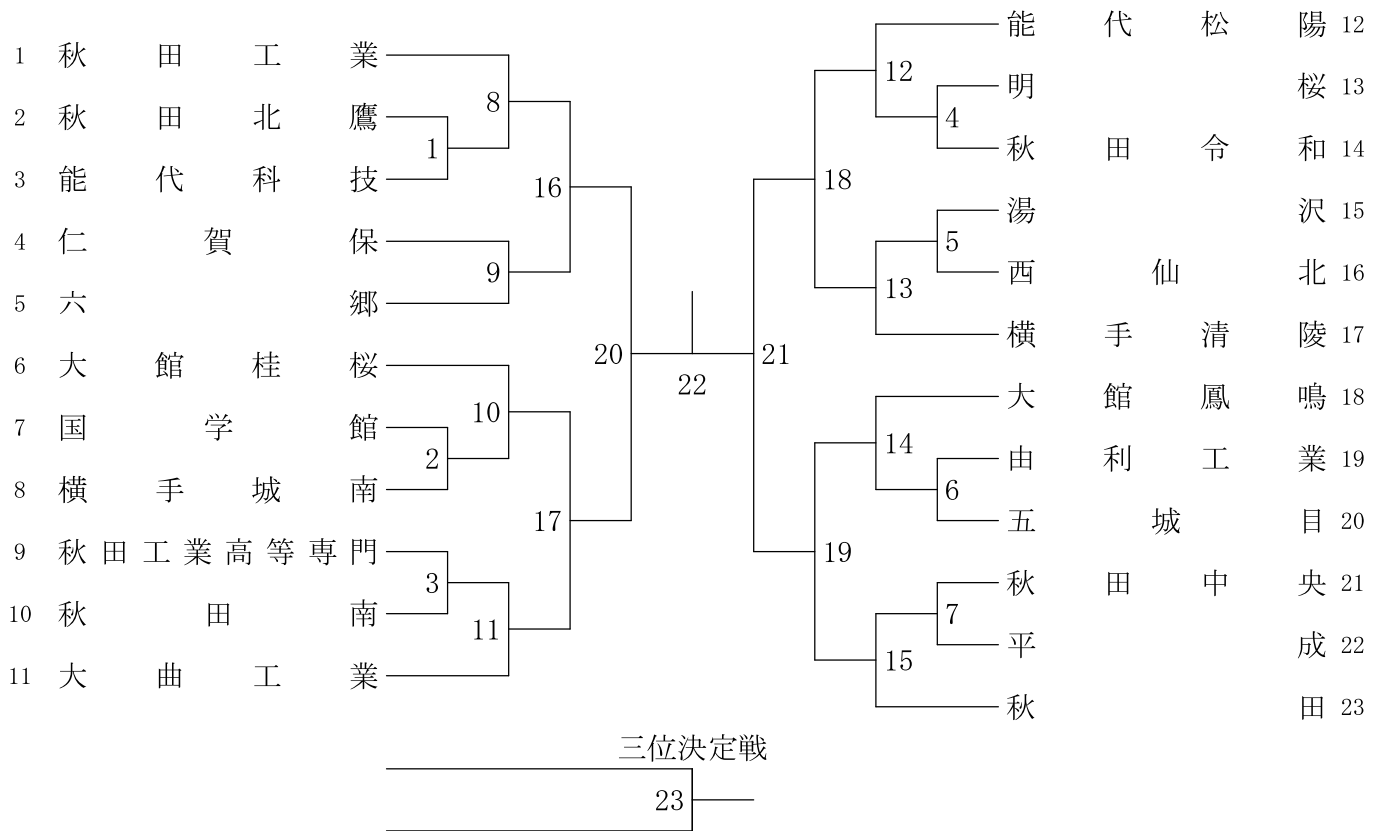 1 秋田工業
2 秋田北鷹
3 能代科技
4 仁賀保
5 六郷
6 大館桂桜
7 国学館
8 横手城南
9 秋田工業高等専門
10 秋田南
11 大曲工業
1
2
3
8
9
10
11
16
17
20
22
21
18
19
12
13
14
15
4
5
6
7
能代松陽 12
明桜 13
秋田令和 14
湯沢 15
西仙北 16
横手清陵 17
大館鳳鳴 18
由利工業 19
五城目 20
秋田中央 21
平成 22
秋田 23
三位決定戦
23